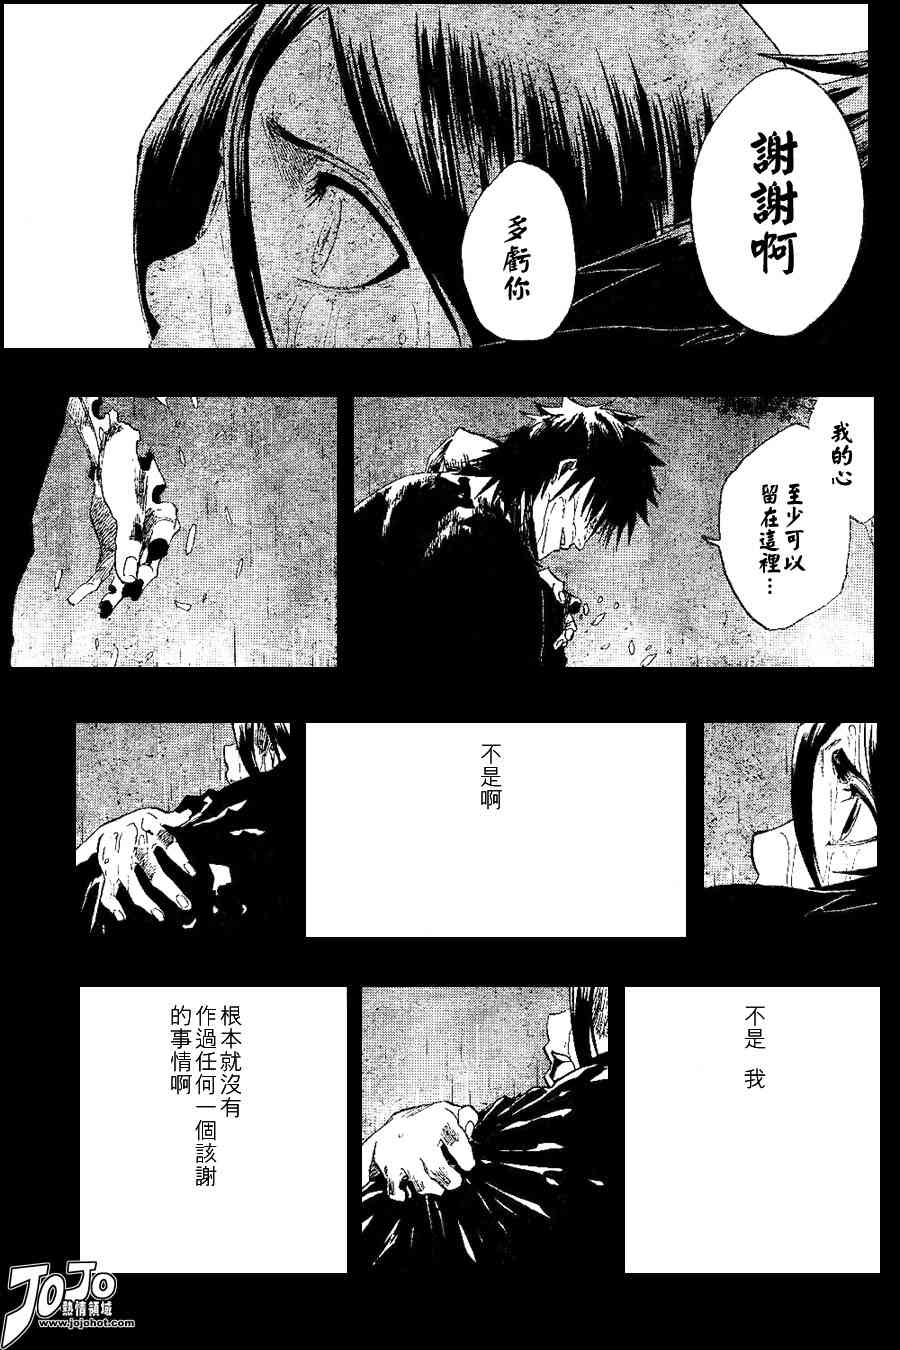 謝謝啊
多虧你
我的心
至少可以
留在這裡…
不是啊
不是 我
根本就沒有
作過任何一個該謝
的事情啊
JOJO
熱情領域
www.jojohot.com